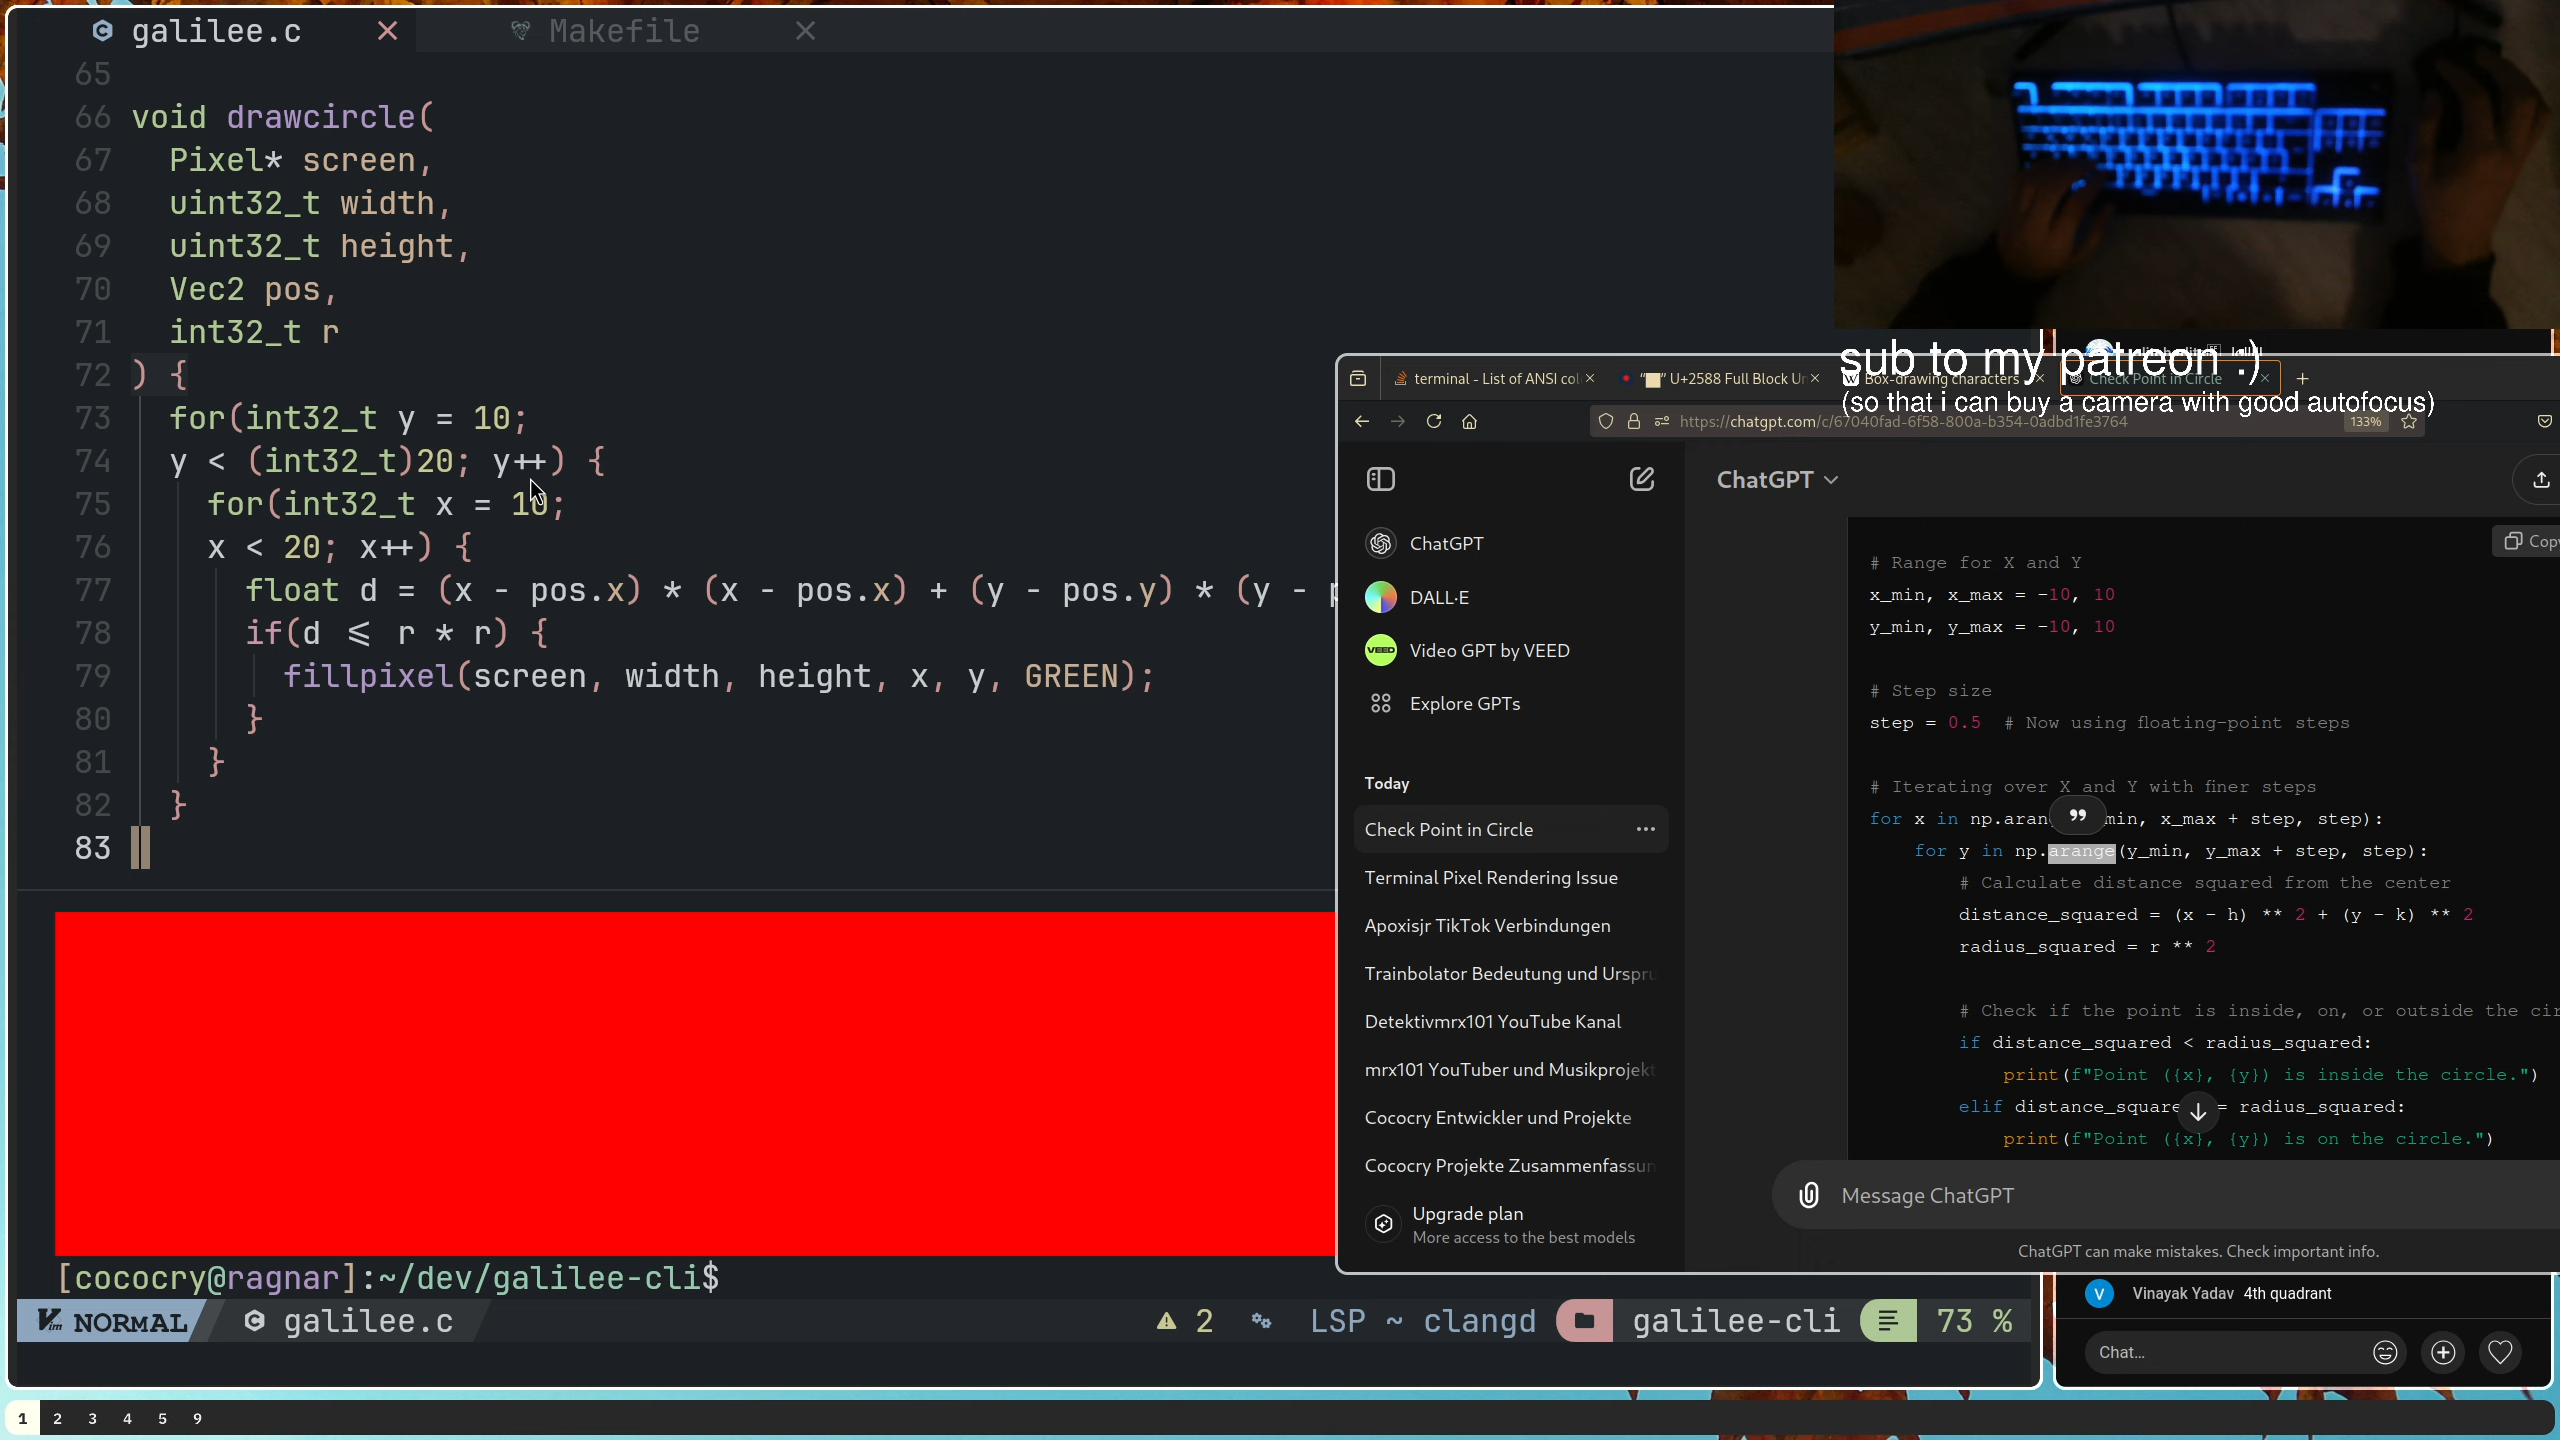 galilee.c
Makefile
65
66 void drawcircle(
67 Pixel* screen,
68 uint32_t width,
69 uint32_t height,
70 Vec2 pos,
71 int32_t r
72 ) {
73 for(int32_t y = 10;
74 y < (int32_t)20; y++) {
75 for(int32_t x = 10;
76 x < 20; x++) {
77 float d = (x - pos.x) * (x - pos.x) + (y - pos.y) * (y - p
78 if(d <= r * r) {
79 fillpixel(screen, width, height, x, y, GREEN);
80 }
81 }
82 }
83
[cococry@ragnar]:~/dev/galilee-cli$
NORMAL galilee.c 2 LSP ~ clangd galilee-cli 73 %
1 2 3 4 5 9
sub to my patreon :)
(so that i can buy a camera with good autofocus)
terminal - List of ANSI col
"█" U+2588 Full Block Un
Box-drawing characters
Check Point in Circle
https://chatgpt.com/c/67040fad-6f58-800a-b354-0adbd1fe3764
133%
ChatGPT
DALL·E
VEED
Video GPT by VEED
Explore GPTs
Today
Check Point in Circle
Terminal Pixel Rendering Issue
Apoxisjr TikTok Verbindungen
Trainbolator Bedeutung und Urspru
Detektivmrx101 YouTube Kanal
mrx101 YouTuber und Musikprojekt
Cococry Entwickler und Projekte
Cococry Projekte Zusammenfassun
Upgrade plan
More access to the best models
ChatGPT
Copy
# Range for X and Y
x_min, x_max = -10, 10
y_min, y_max = -10, 10
# Step size
step = 0.5 # Now using floating-point steps
# Iterating over X and Y with finer steps
for x in np.aran min, x_max + step, step):
for y in np.arange(y_min, y_max + step, step):
# Calculate distance squared from the center
distance_squared = (x - h) ** 2 + (y - k) ** 2
radius_squared = r ** 2
# Check if the point is inside, on, or outside the cir
if distance_squared < radius_squared:
print(f"Point ({x}, {y}) is inside the circle.")
elif distance_square = radius_squared:
print(f"Point ({x}, {y}) is on the circle.")
Message ChatGPT
ChatGPT can make mistakes. Check important info.
V Vinayak Yadav 4th quadrant
Chat...